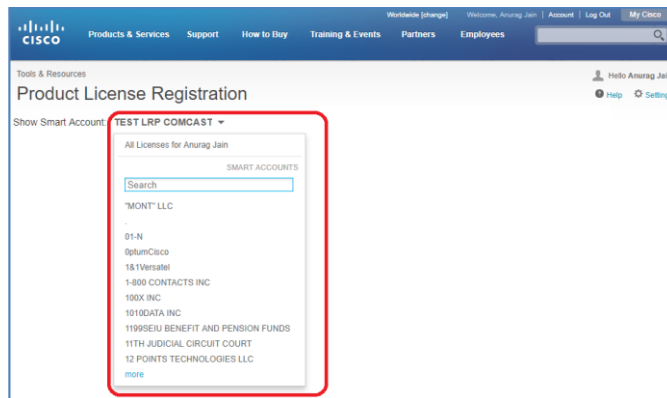 Worldwide [change] Welcome, Anurag Jain | Account | Log Out My Cisco
CISCO Products & Services Support How to Buy Training & Events Partners Employees
Tools & Resources
Hello Anurag Jai
Product License Registration
Help Setting
Show Smart Account: TEST LRP COMCAST
All Licenses for Anurag Jain
SMART ACCOUNTS
Search
"MONT" LLC
.
01-N
0ptumCisco
1&1Versatel
1-800 CONTACTS INC
100X INC
1010DATA INC
1199SEIU BENEFIT AND PENSION FUNDS
11TH JUDICIAL CIRCUIT COURT
12 POINTS TECHNOLOGIES LLC
more